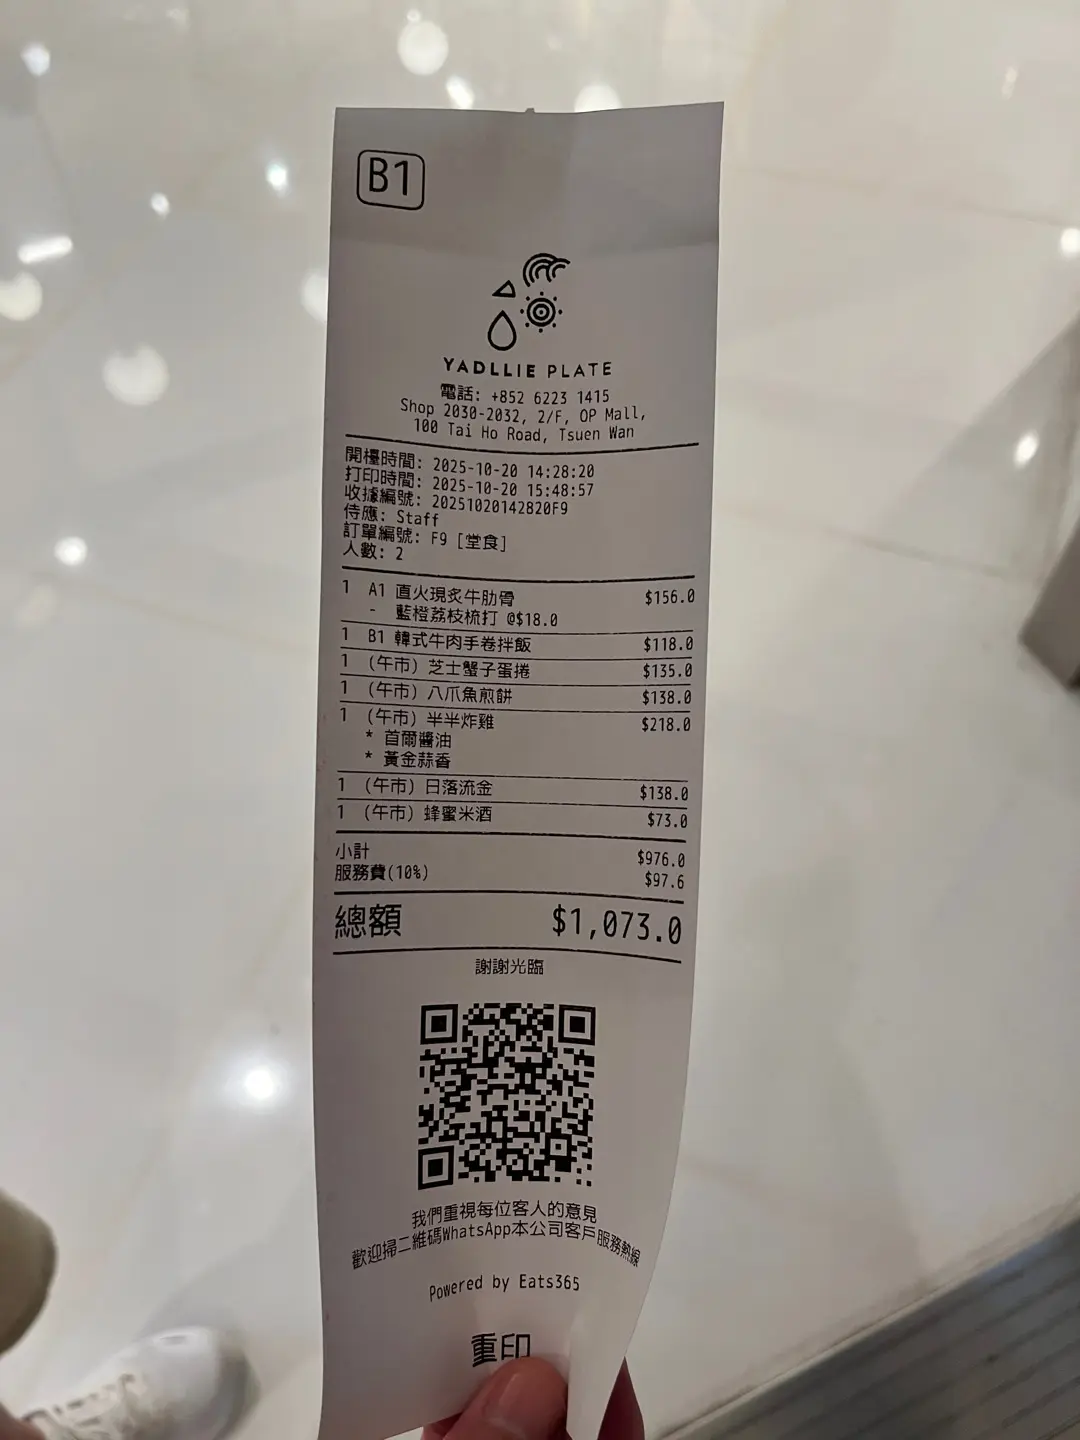 B1
YADLLIE PLATE
電話: +852 6223 1415
Shop 2030-2032, 2/F, OP Mall,
100 Tai Ho Road, Tsuen Wan
開檯時間: 2025-10-20 14:28:20
打印時間: 2025-10-20 15:48:57
收據編號: 20251020142820F9
侍應: Staff
訂單編號: F9 [堂食]
人數: 2
1 A1 直火現炙牛肋骨 $156.0
- 藍橙荔枝梳打 @$18.0
1 B1 韓式牛肉手卷拌飯 $118.0
1 (午市) 芝士蟹子蛋捲 $135.0
1 (午市) 八爪魚煎餅 $138.0
1 (午市) 半半炸雞 $218.0
* 首爾醬油
* 黃金蒜香
1 (午市) 日落流金 $138.0
1 (午市) 蜂蜜米酒 $73.0
小計 $976.0
服務費(10%) $97.6
總額 $1,073.0
謝謝光臨
我們重視每位客人的意見
歡迎掃二維碼WhatsApp本公司客戶服務熱線
Powered by Eats365
重印